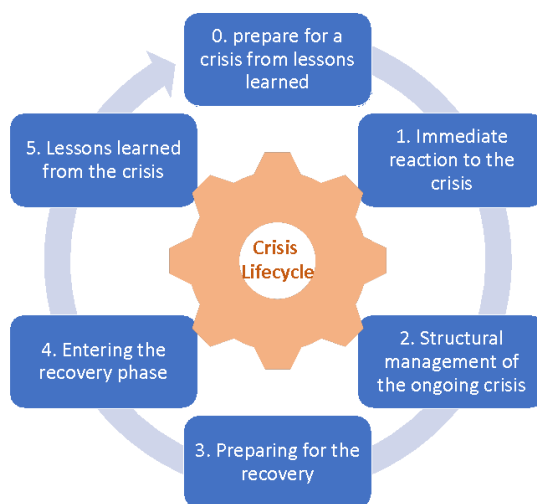 0. prepare for a
crisis from lessons
learned
1. Immediate
reaction to the
crisis
2. Structural
management of
the ongoing crisis
3. Preparing for the
recovery
4. Entering the
recovery phase
5. Lessons learned
from the crisis
Crisis
Lifecycle